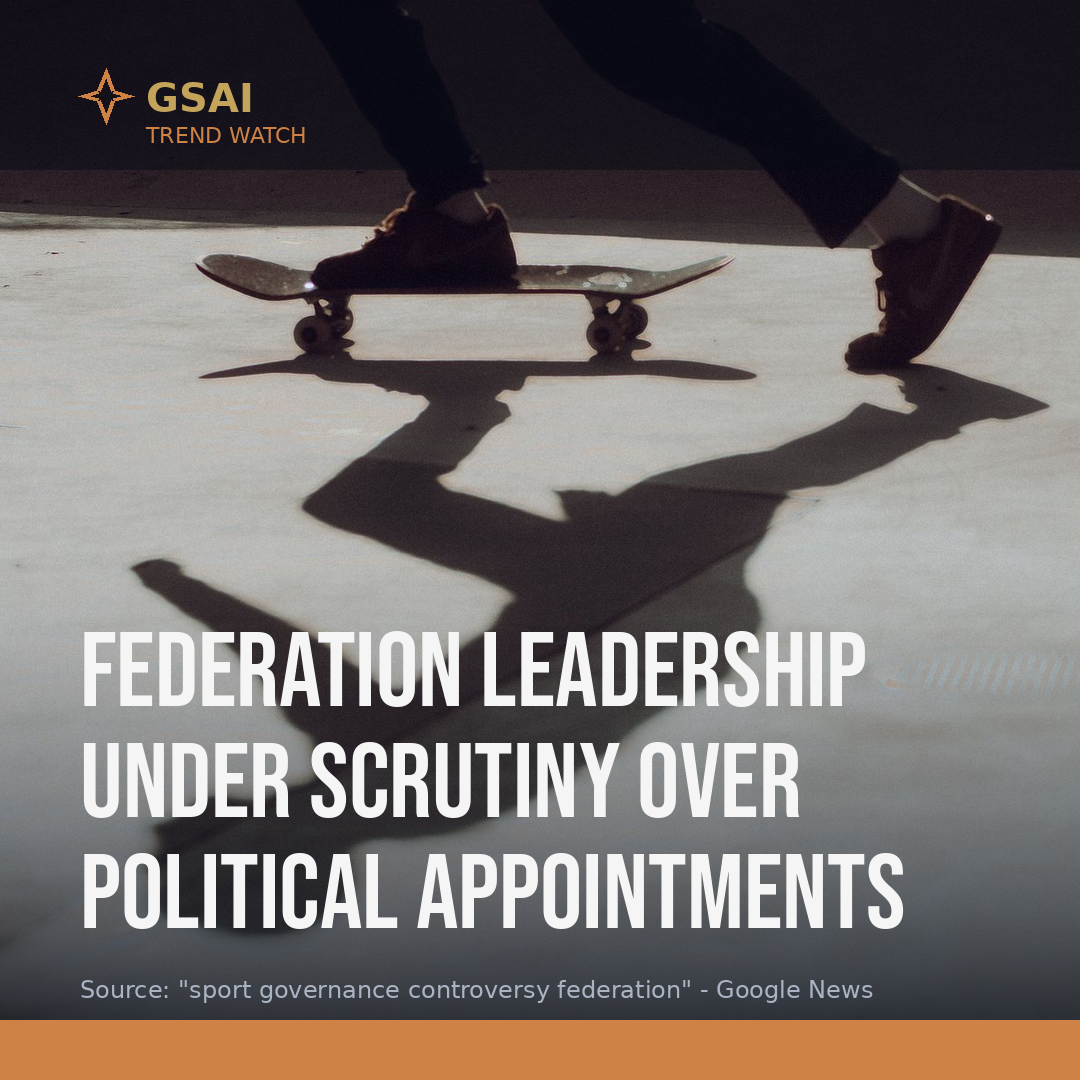 GSAI
TREND WATCH
FEDERATION LEADERSHIP
UNDER SCRUTINY OVER
POLITICAL APPOINTMENTS
Source: "sport governance controversy federation" - Google News